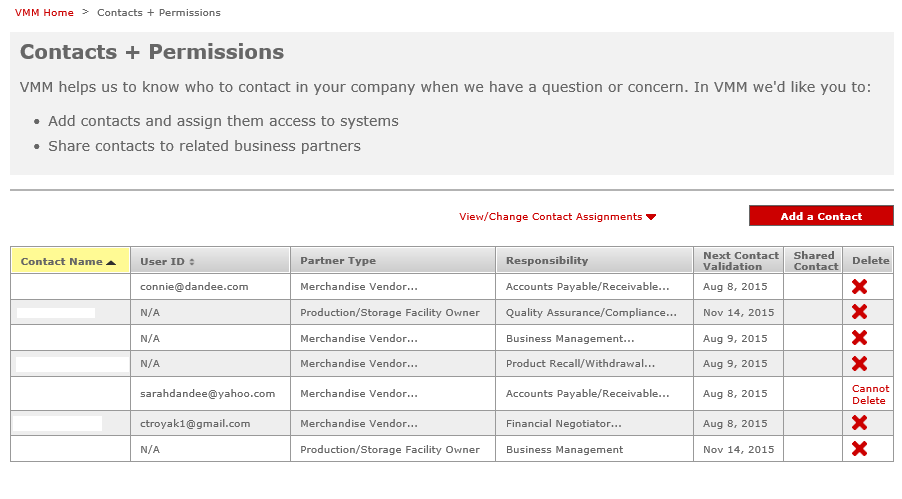 VMM Home > Contacts + Permissions
Contacts + Permissions
VMM helps us to know who to contact in your company when we have a question or concern. In VMM we'd like you to:
• Add contacts and assign them access to systems
• Share contacts to related business partners
View/Change Contact Assignments
Add a Contact
Contact Name User ID Partner Type Responsibility Next Contact Validation Shared Contact Delete
connie@dandee.com Merchandise Vendor... Accounts Payable/Receivable... Aug 8, 2015
N/A Production/Storage Facility Owner Quality Assurance/Compliance... Nov 14, 2015
N/A Merchandise Vendor... Business Management... Aug 9, 2015
N/A Merchandise Vendor... Product Recall/Withdrawal... Aug 9, 2015
sarahdandee@yahoo.com Merchandise Vendor... Accounts Payable/Receivable... Aug 8, 2015 Cannot Delete
ctroyak1@gmail.com Merchandise Vendor... Financial Negotiator... Aug 8, 2015
N/A Production/Storage Facility Owner Business Management Nov 14, 2015